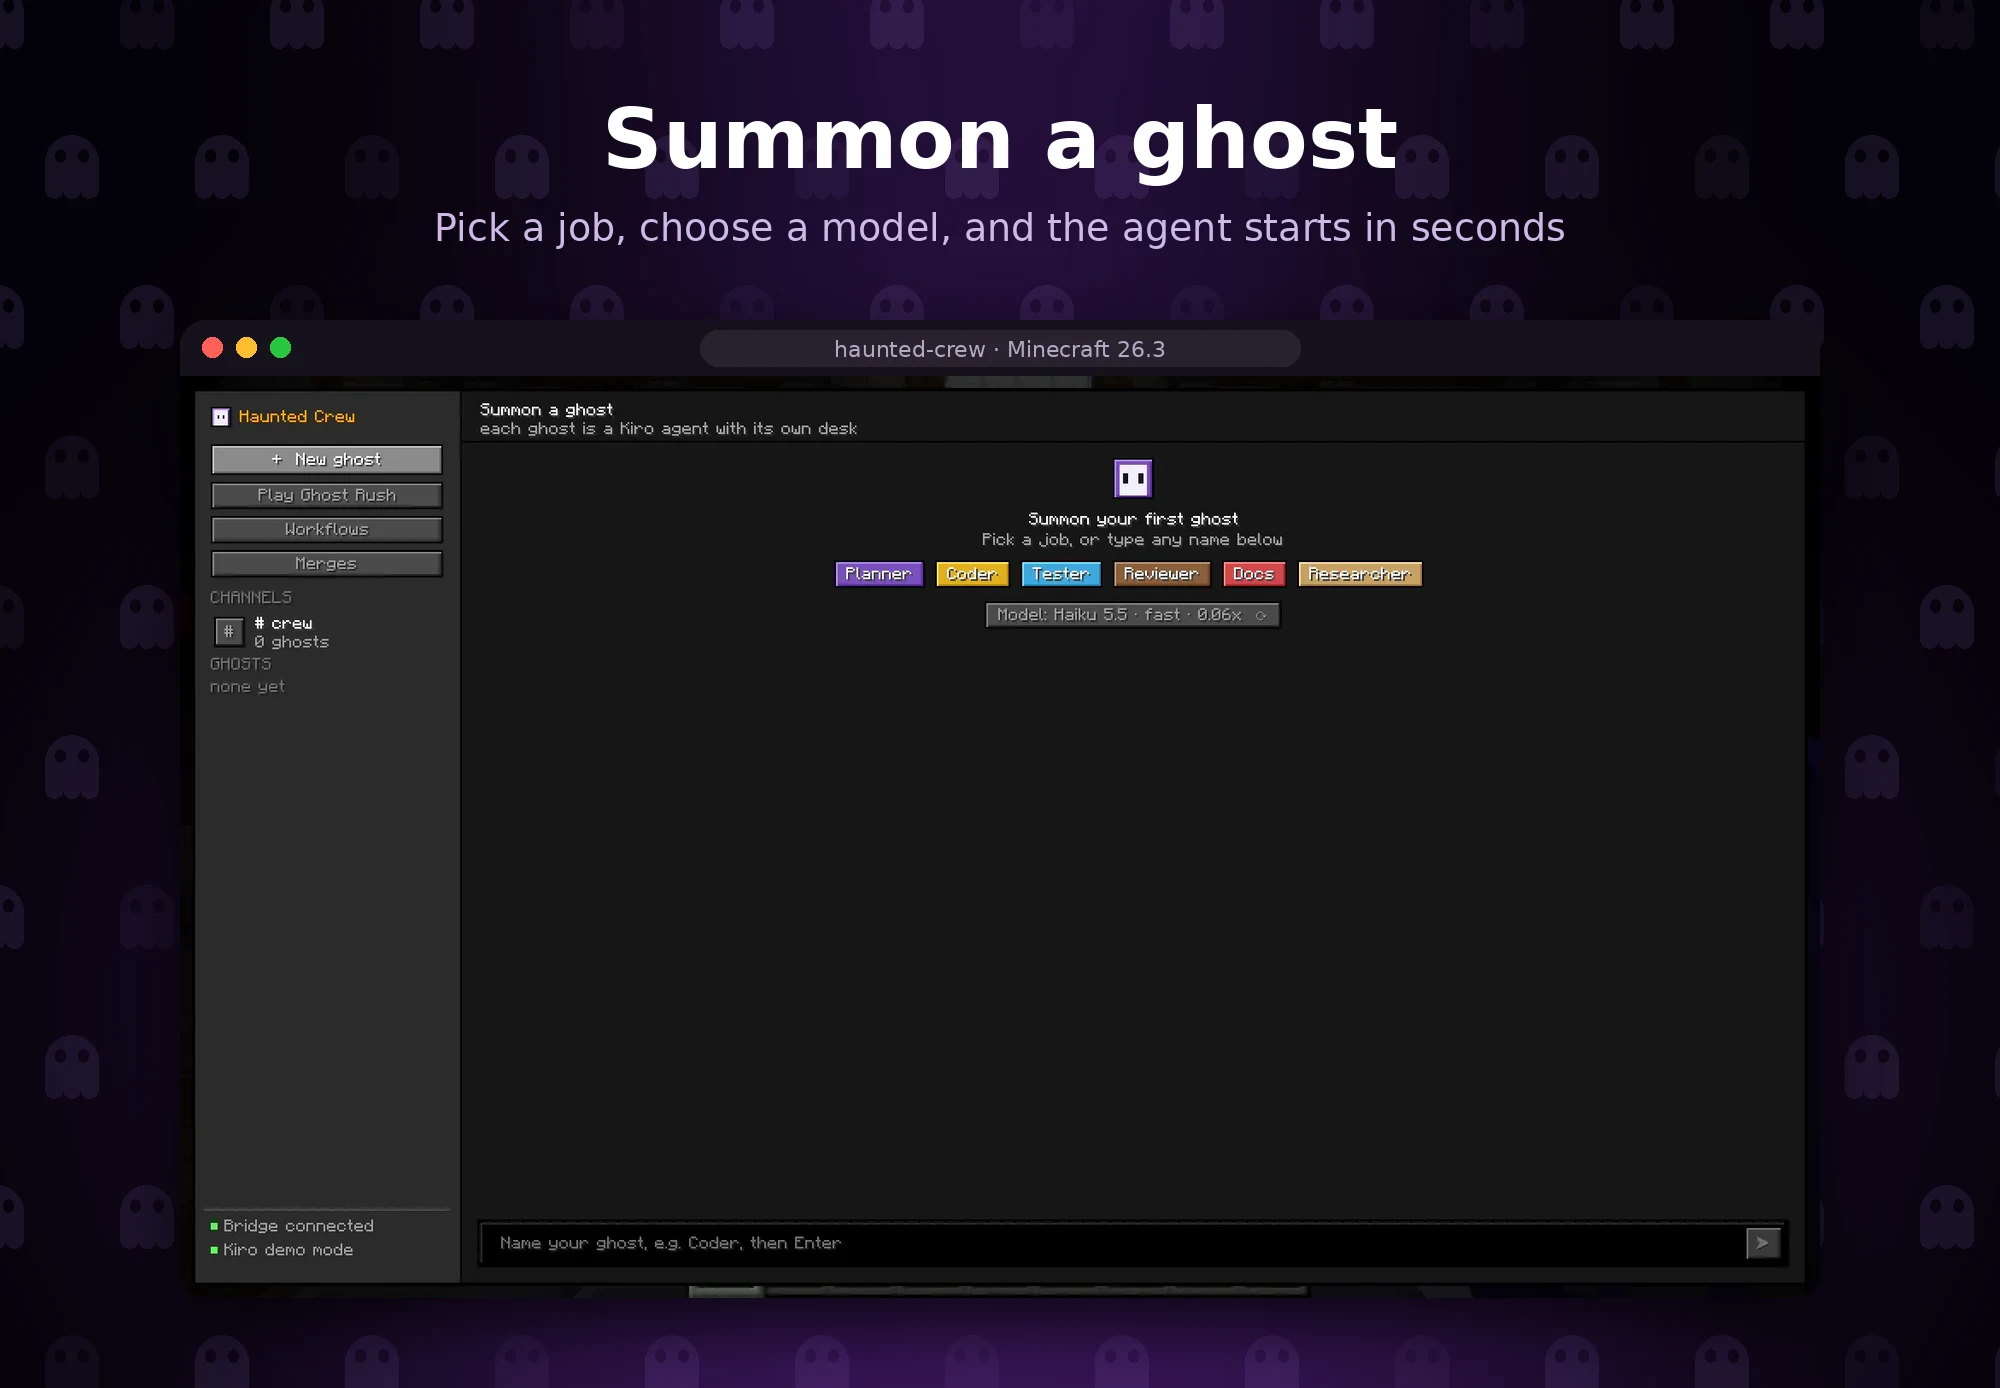 Summon a ghost
Pick a job, choose a model, and the agent starts in seconds
haunted-crew · Minecraft 26.3
Haunted Crew
+ New ghost
Play Ghost Rush
Workflows
Merges
CHANNELS
# # crew
0 ghosts
GHOSTS
none yet
Bridge connected
Kiro demo mode
Summon a ghost
each ghost is a Kiro agent with its own desk
Summon your first ghost
Pick a job, or type any name below
Planner Coder Tester Reviewer Docs Researcher
Model: Haiku 5.5 · fast · 0.06x ⟳
Name your ghost, e.g. Coder, then Enter